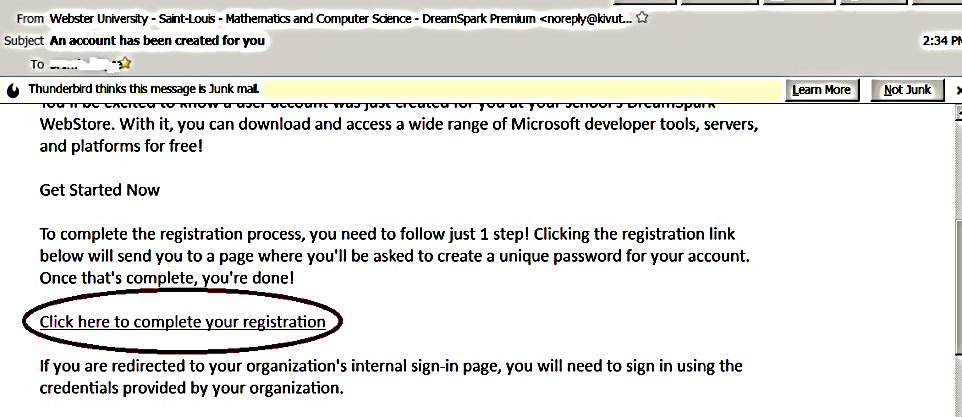 From Webster University - Saint-Louis - Mathematics and Computer Science - DreamSpark Premium <noreply@kivut...
Subject An account has been created for you 2:34 PM
To
Thunderbird thinks this message is Junk mail. Learn More Not Junk
You'll be excited to know a user account was just created for you at your school's DreamSpark
WebStore. With it, you can download and access a wide range of Microsoft developer tools, servers,
and platforms for free!
Get Started Now
To complete the registration process, you need to follow just 1 step! Clicking the registration link
below will send you to a page where you'll be asked to create a unique password for your account.
Once that's complete, you're done!
Click here to complete your registration
If you are redirected to your organization's internal sign-in page, you will need to sign in using the
credentials provided by your organization.